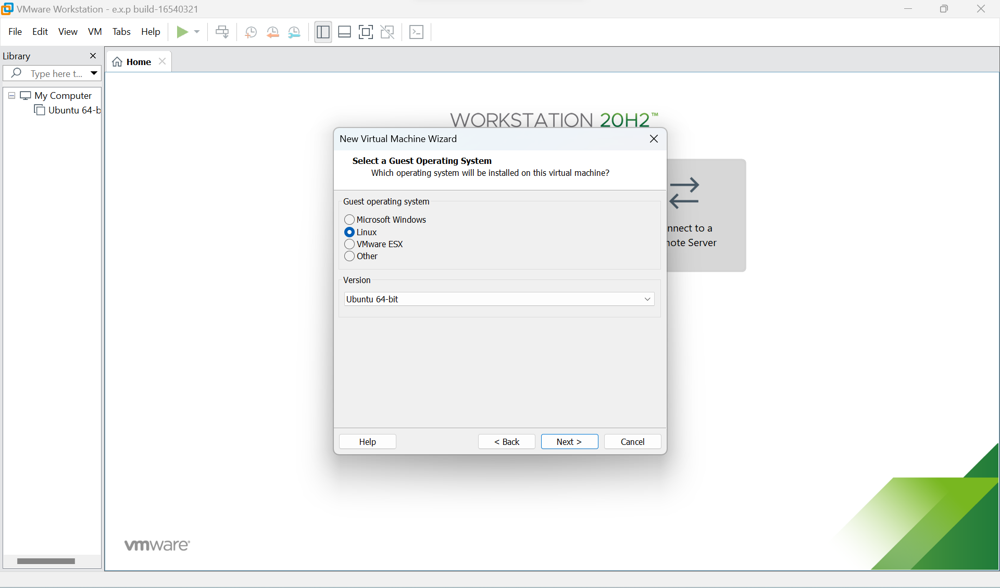 VMware Workstation - e.x.p build-16540321
File Edit View VM Tabs Help
Library
Type here t...
Home
My Computer
Ubuntu 64-b
WORKSTATION 20H2™
New Virtual Machine Wizard
Select a Guest Operating System
Which operating system will be installed on this virtual machine?
Guest operating system
Microsoft Windows
Linux
VMware ESX
Other
nnect to a
note Server
Version
Ubuntu 64-bit
Help < Back Next > Cancel
vmware®